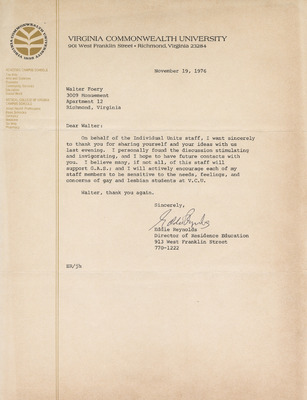 VIRGINIA COMMONWEALTH UNIVERSITY
901 West Franklin Street • Richmond, Virginia 23284
November 19, 1976
Walter Foery
3009 Monument
Apartment 12
Richmond, Virginia
Dear Walter:
On behalf of the Individual Units staff, I want sincerely
to thank you for sharing yourself and your ideas with us
last evening. I personally found the discussion stimulating
and invigorating, and I hope to have future contacts with
you. I believe many, if not all, of this staff will
support G.A.S.; and I will actively encourage each of my
staff members to be sensitive to the needs, feelings, and
concerns of gay and lesbian students at V.C.U.
Walter, thank you again.
Sincerely,
Eddie Reynolds
Eddie Reynolds
Director of Residence Education
913 West Franklin Street
770-1222
ER/jh